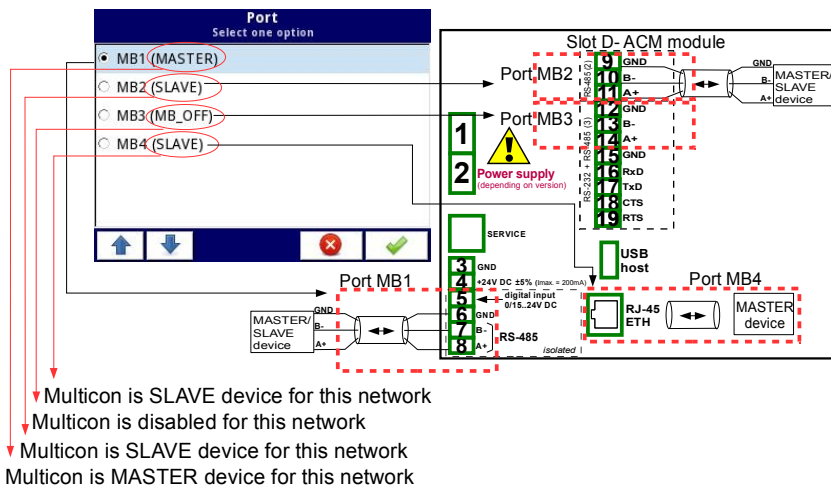 Port
Select one option
MB1 (MASTER)
MB2 (SLAVE)
MB3 (MB_OFF)
MB4 (SLAVE)
Slot D- ACM module
Port MB2
RS-485 (2)
9 GND
10 B-
11 A+
GND
B-
A+
MASTER/
SLAVE
device
Port MB3
RS-232 + RS-485 (3)
12 GND
13 B-
14 A+
15 GND
16 RxD
17 TxD
18 CTS
19 RTS
1
2
Power supply
(depending on version)
SERVICE
USB
host
3 GND
4 +24V DC ±5% (Imax. = 200mA)
5 digital input
0/15..24V DC
6 GND
7 B-
8 A+
RS-485
isolated
Port MB1
MASTER/
SLAVE
device
GND
B-
A+
Port MB4
RJ-45
ETH
MASTER
device
Multicon is SLAVE device for this network
Multicon is disabled for this network
Multicon is SLAVE device for this network
Multicon is MASTER device for this network